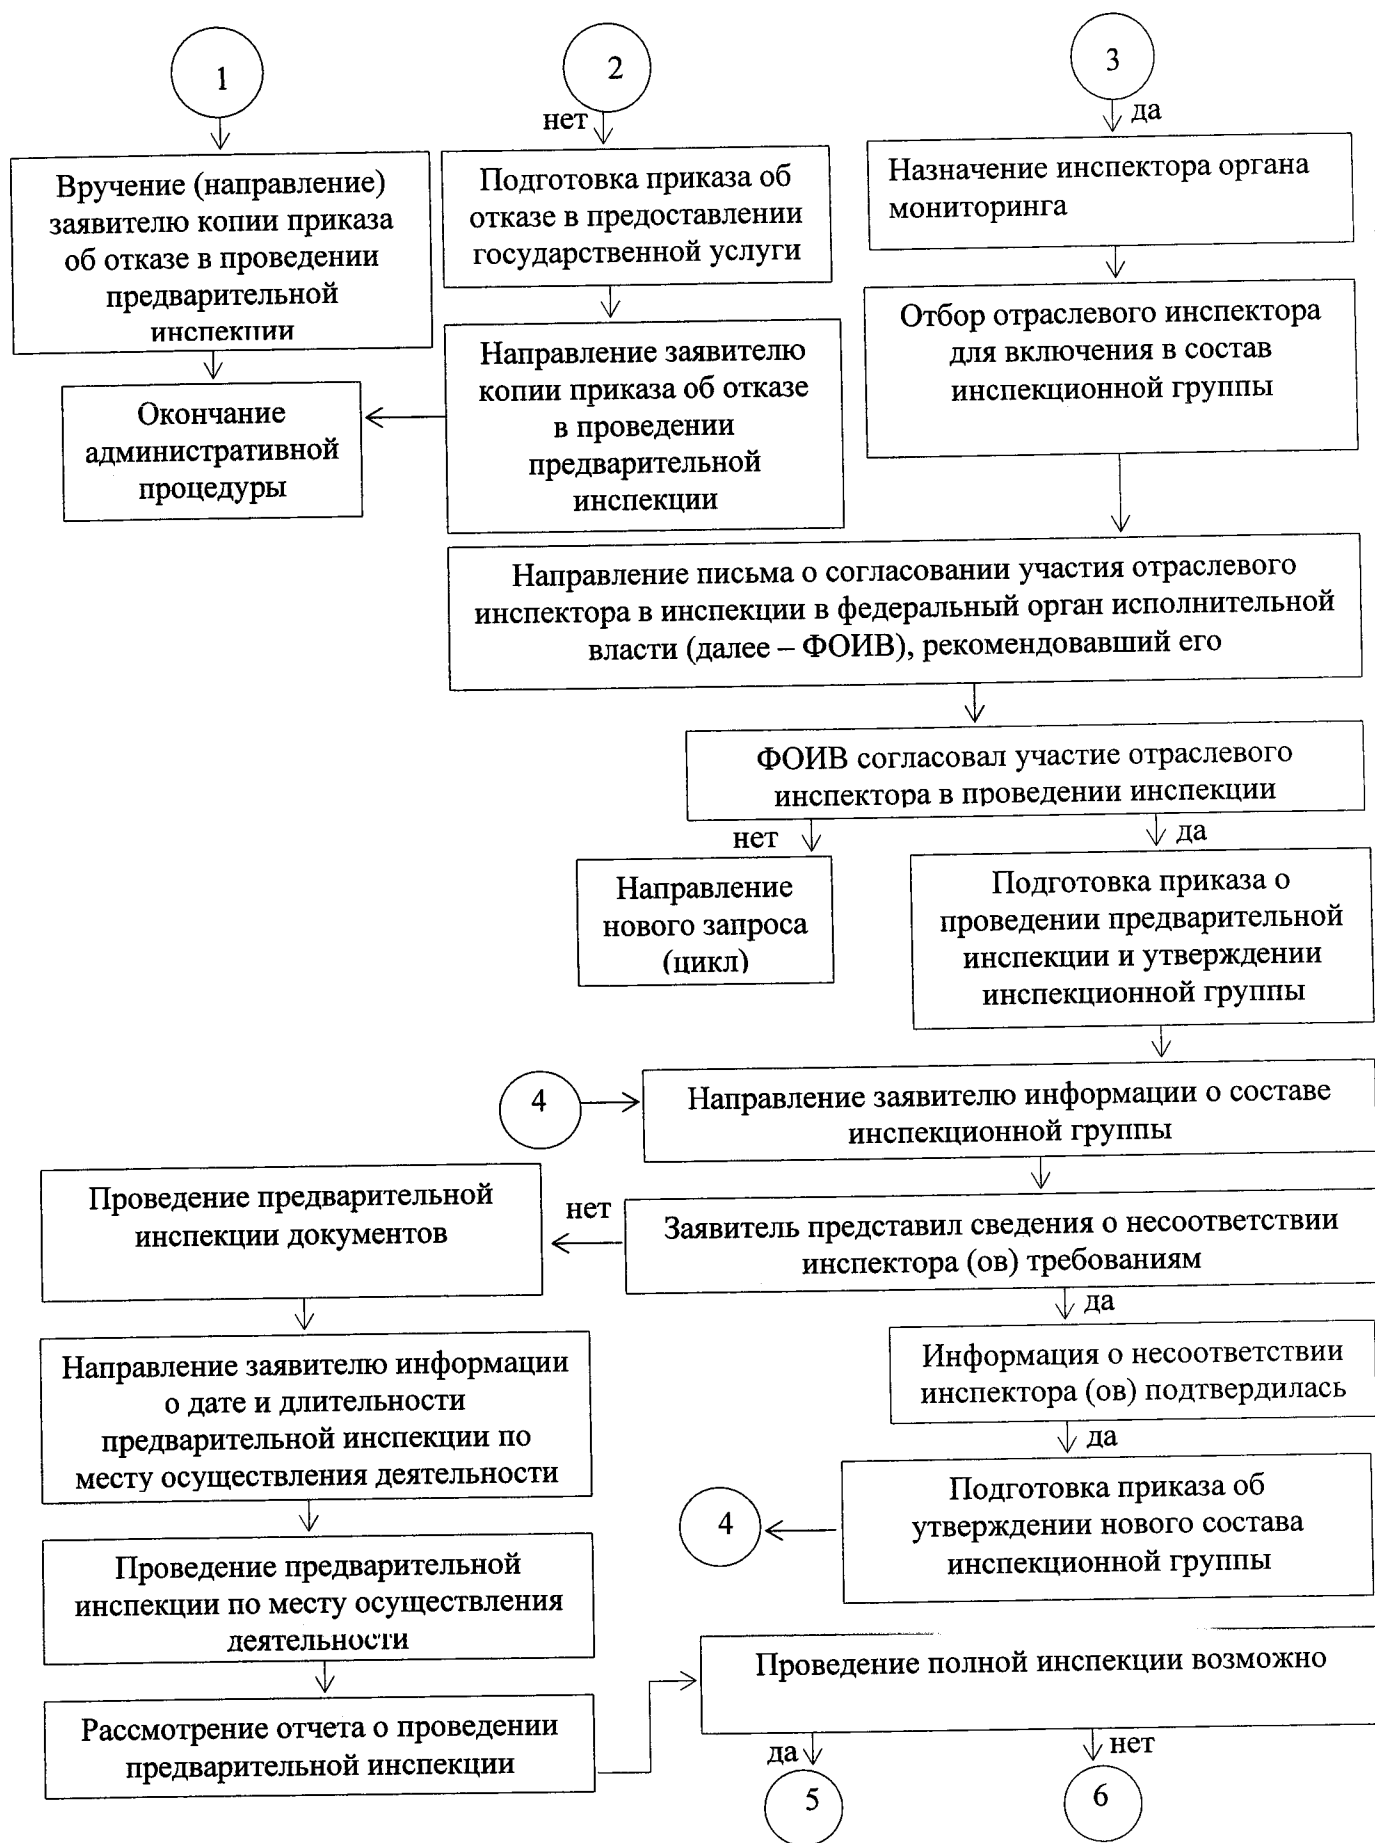 1
2
3
нет
да
Вручение (направление)
заявителю копии приказа
об отказе в проведении
предварительной
инспекции
Подготовка приказа об
отказе в предоставлении
государственной услуги
Назначение инспектора органа
мониторинга
Отбор отраслевого инспектора
для включения в состав
инспекционной группы
Направление заявителю
копии приказа об отказе
в проведении
предварительной
инспекции
Окончание
административной
процедуры
Направление письма о согласовании участия отраслевого
инспектора в инспекции в федеральный орган исполнительной
власти (далее – ФОИВ), рекомендовавший его
ФОИВ согласовал участие отраслевого
инспектора в проведении инспекции
нет
да
Направление
нового запроса
(цикл)
Подготовка приказа о
проведении предварительной
инспекции и утверждении
инспекционной группы
4
Направление заявителю информации о составе
инспекционной группы
Проведение предварительной
инспекции документов
нет
Заявитель представил сведения о несоответствии
инспектора (ов) требованиям
да
Направление заявителю информации
о дате и длительности
предварительной инспекции по
месту осуществления деятельности
Информация о несоответствии
инспектора (ов) подтвердилась
да
4
Подготовка приказа об
утверждении нового состава
инспекционной группы
Проведение предварительной
инспекции по месту осуществления
деятельности
Проведение полной инспекции возможно
Рассмотрение отчета о проведении
предварительной инспекции
да
нет
5
6